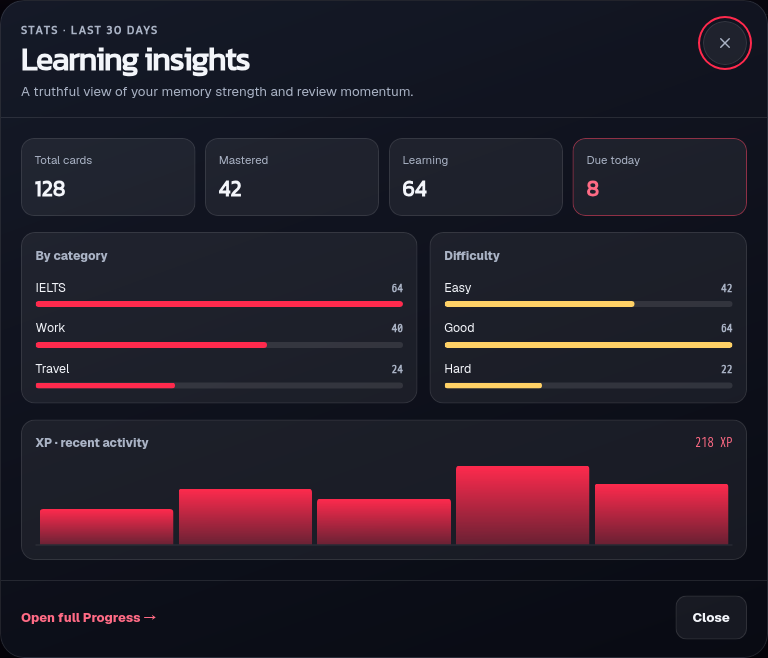 STATS · LAST 30 DAYS
Learning insights
A truthful view of your memory strength and review momentum.
Total cards
128
Mastered
42
Learning
64
Due today
8
By category
IELTS 64
Work 40
Travel 24
Difficulty
Easy 42
Good 64
Hard 22
XP · recent activity 218 XP
Open full Progress →
Close